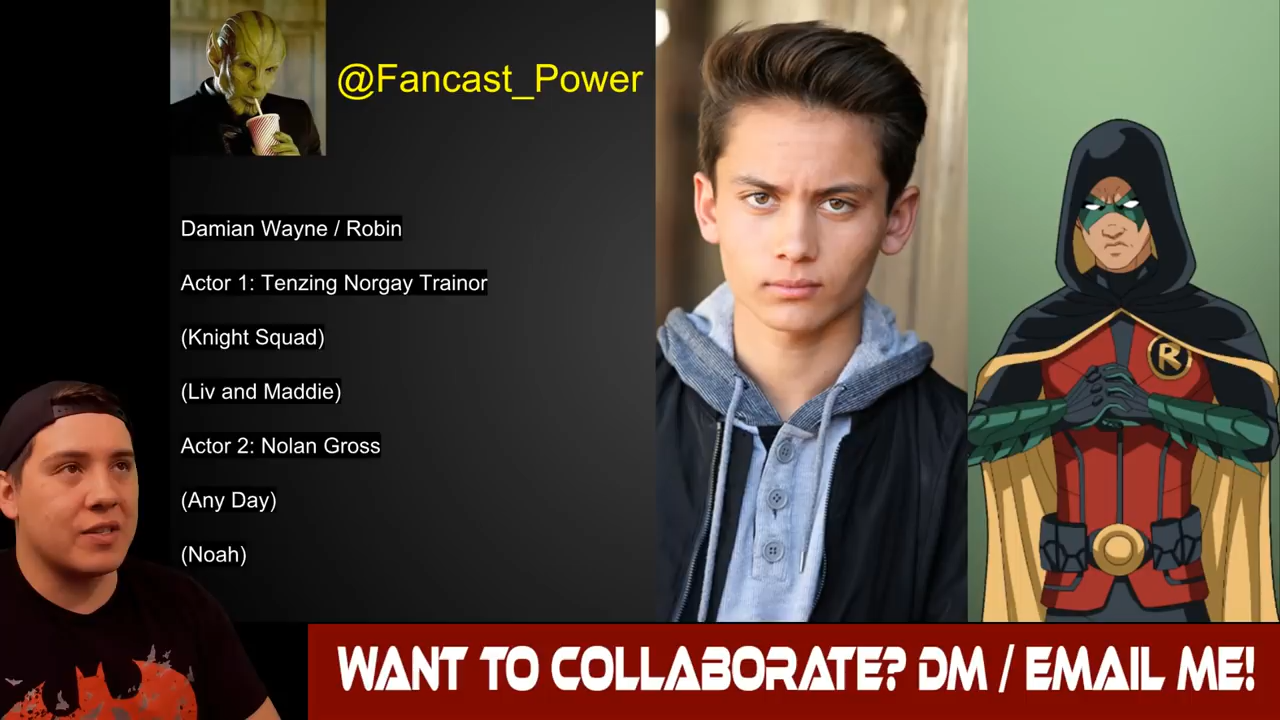 @Fancast_Power
Damian Wayne / Robin
Actor 1: Tenzing Norgay Trainor
(Knight Squad)
(Liv and Maddie)
Actor 2: Nolan Gross
(Any Day)
(Noah)
R
WANT TO COLLABORATE? DM / EMAIL ME!